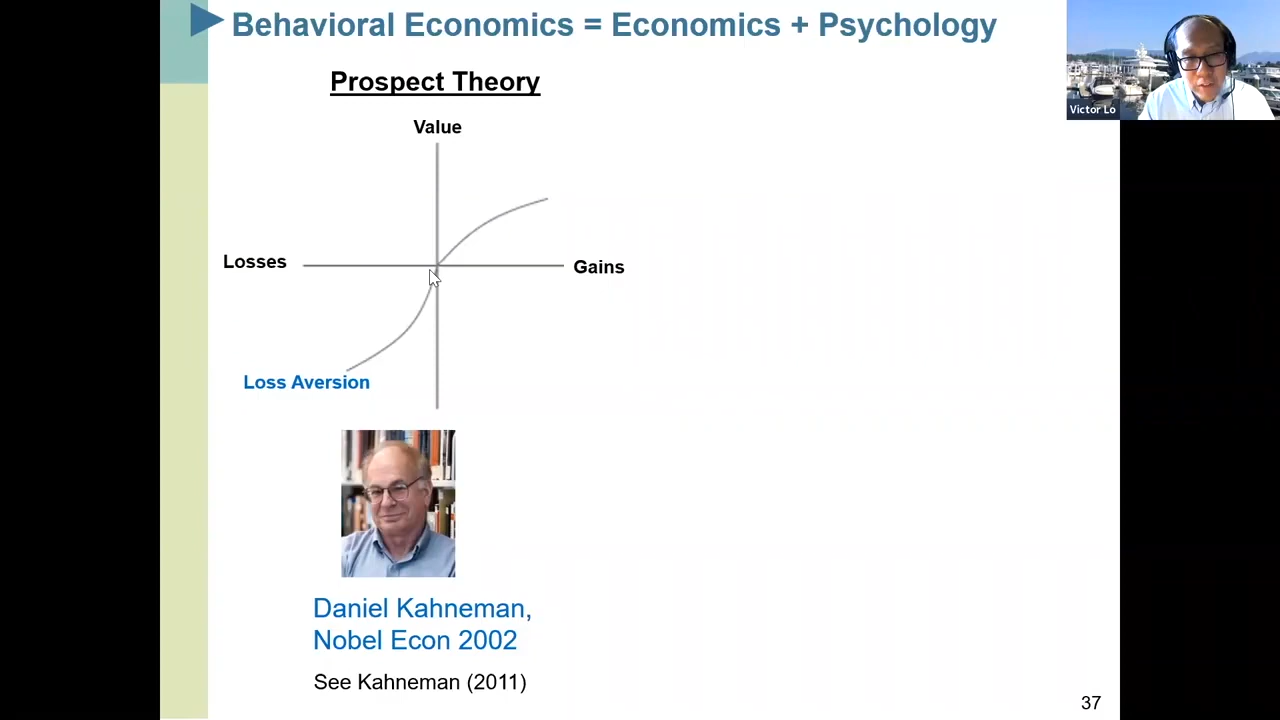 Behavioral Economics = Economics + Psychology
Prospect Theory
Value
Losses
Gains
Loss Aversion
Daniel Kahneman,
Nobel Econ 2002
See Kahneman (2011)
37
Victor Lo